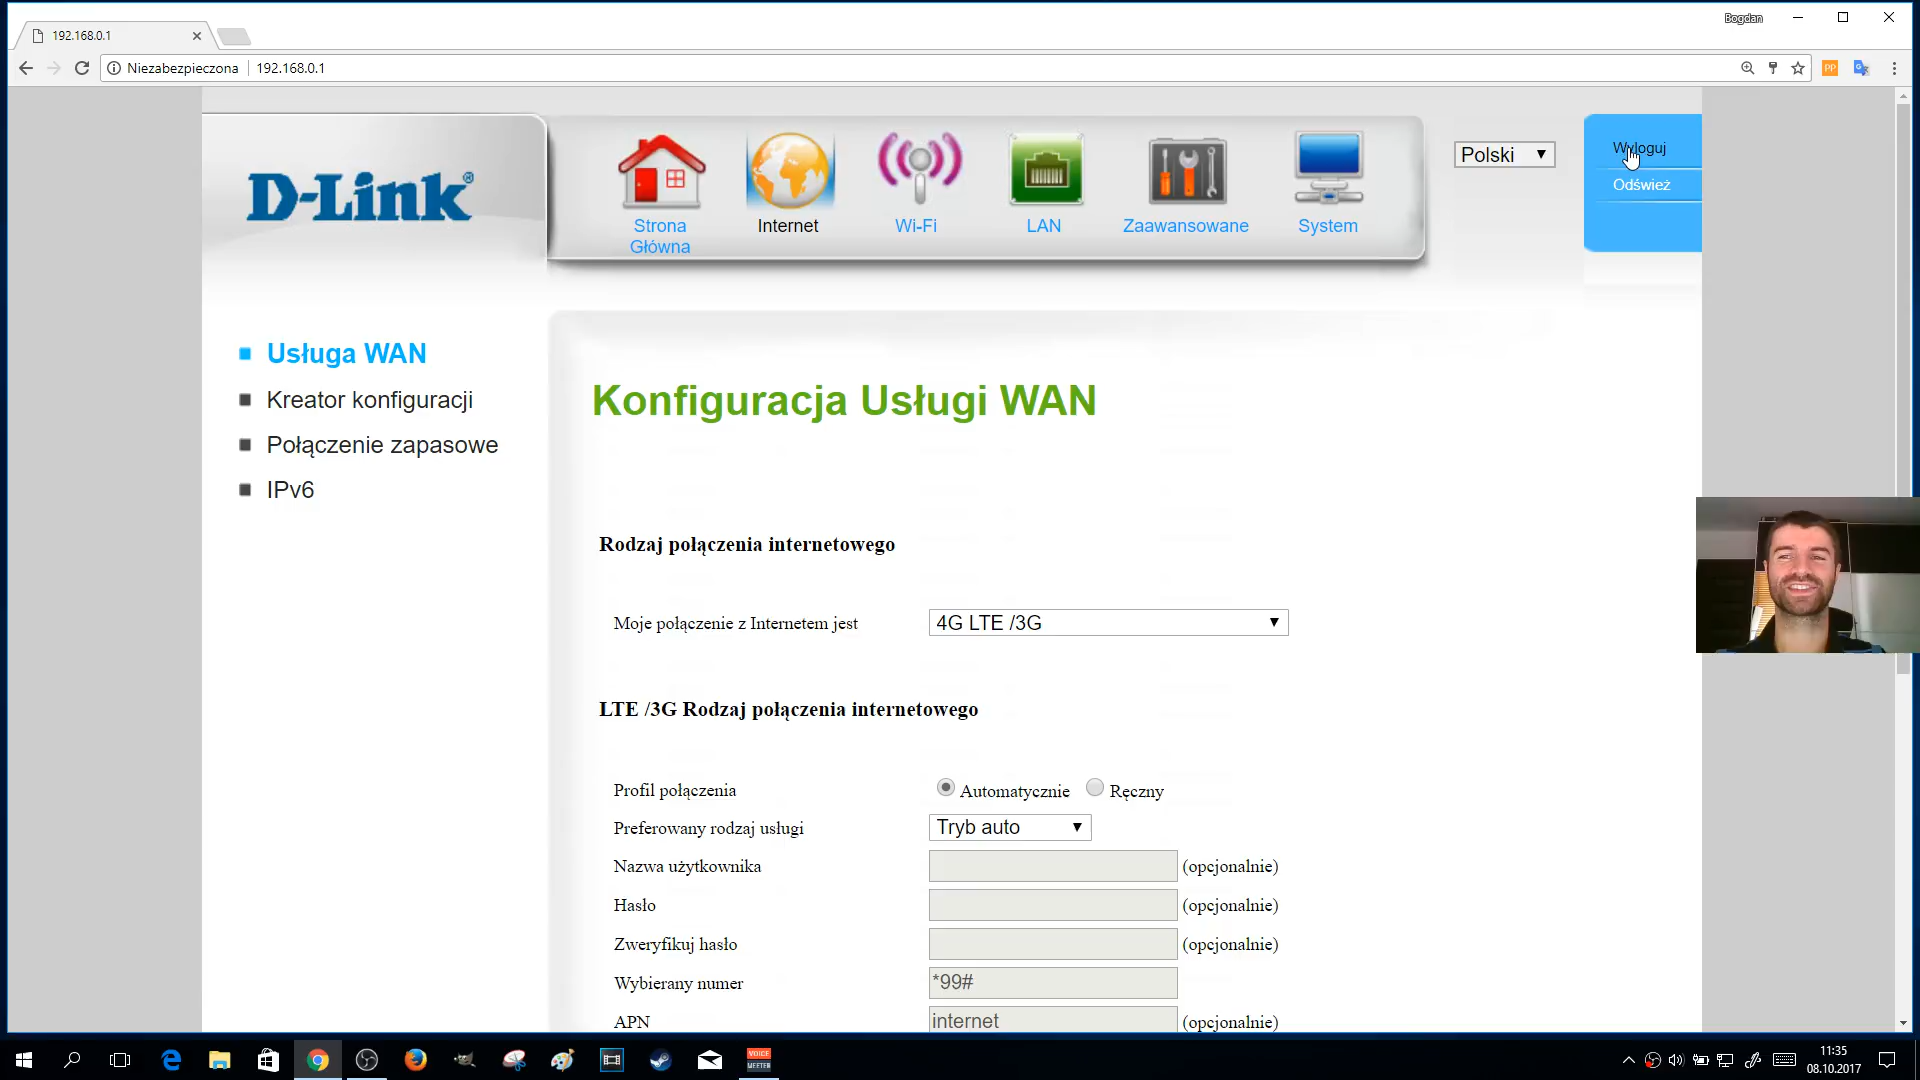 192.168.0.1
Bogdan
Niezabezpieczona
192.168.0.1
PP
D-Link®
Strona
Główna
Internet
Wi-Fi
LAN
Zaawansowane
System
Polski
Wyloguj
Odśwież
Usługa WAN
Kreator konfiguracji
Połączenie zapasowe
IPv6
Konfiguracja Usługi WAN
Rodzaj połączenia internetowego
Moje połączenie z Internetem jest
4G LTE /3G
LTE /3G Rodzaj połączenia internetowego
Profil połączenia
Automatycznie
Ręczny
Preferowany rodzaj usługi
Tryb auto
Nazwa użytkownika
(opcjonalnie)
Hasło
(opcjonalnie)
Zweryfikuj hasło
(opcjonalnie)
Wybierany numer
*99#
APN
internet
(opcjonalnie)
VOICE
MEETER
11:35
08.10.2017